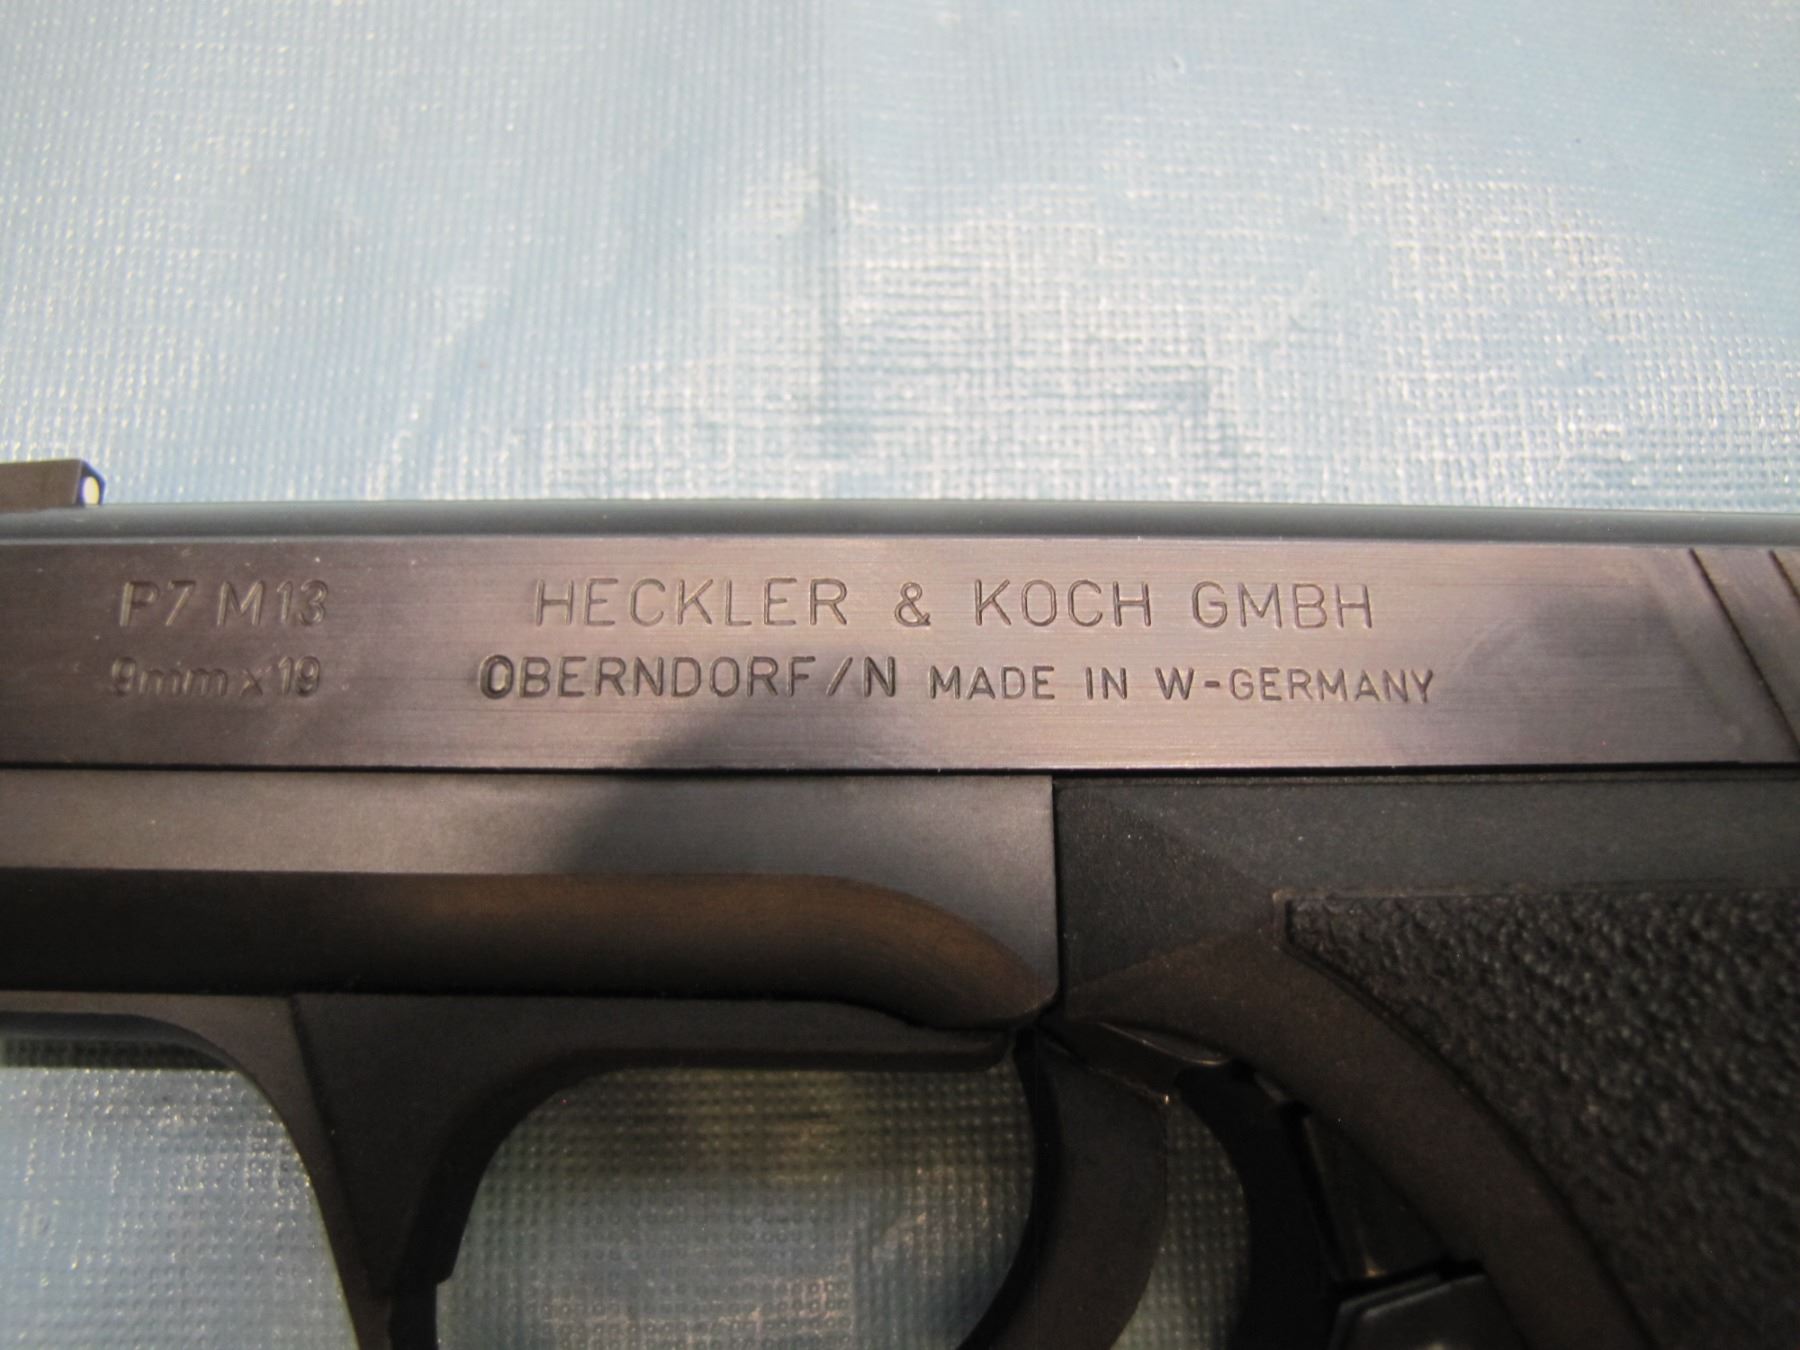 P7 M13 HECKLER & KOCH GMBH
9mm x 19 OBERNDORF/N MADE IN W-GERMANY